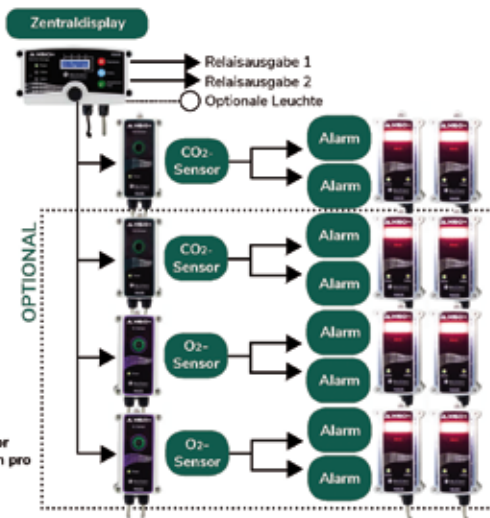 Zentraldisplay
Relaisausgabe 1
Relaisausgabe 2
Optionale Leuchte
CO2-
Sensor
Alarm
Alarm
OPTIONAL
CO2-
Sensor
Alarm
Alarm
O2-
Sensor
Alarm
Alarm
O2-
Sensor
Alarm
Alarm
pro